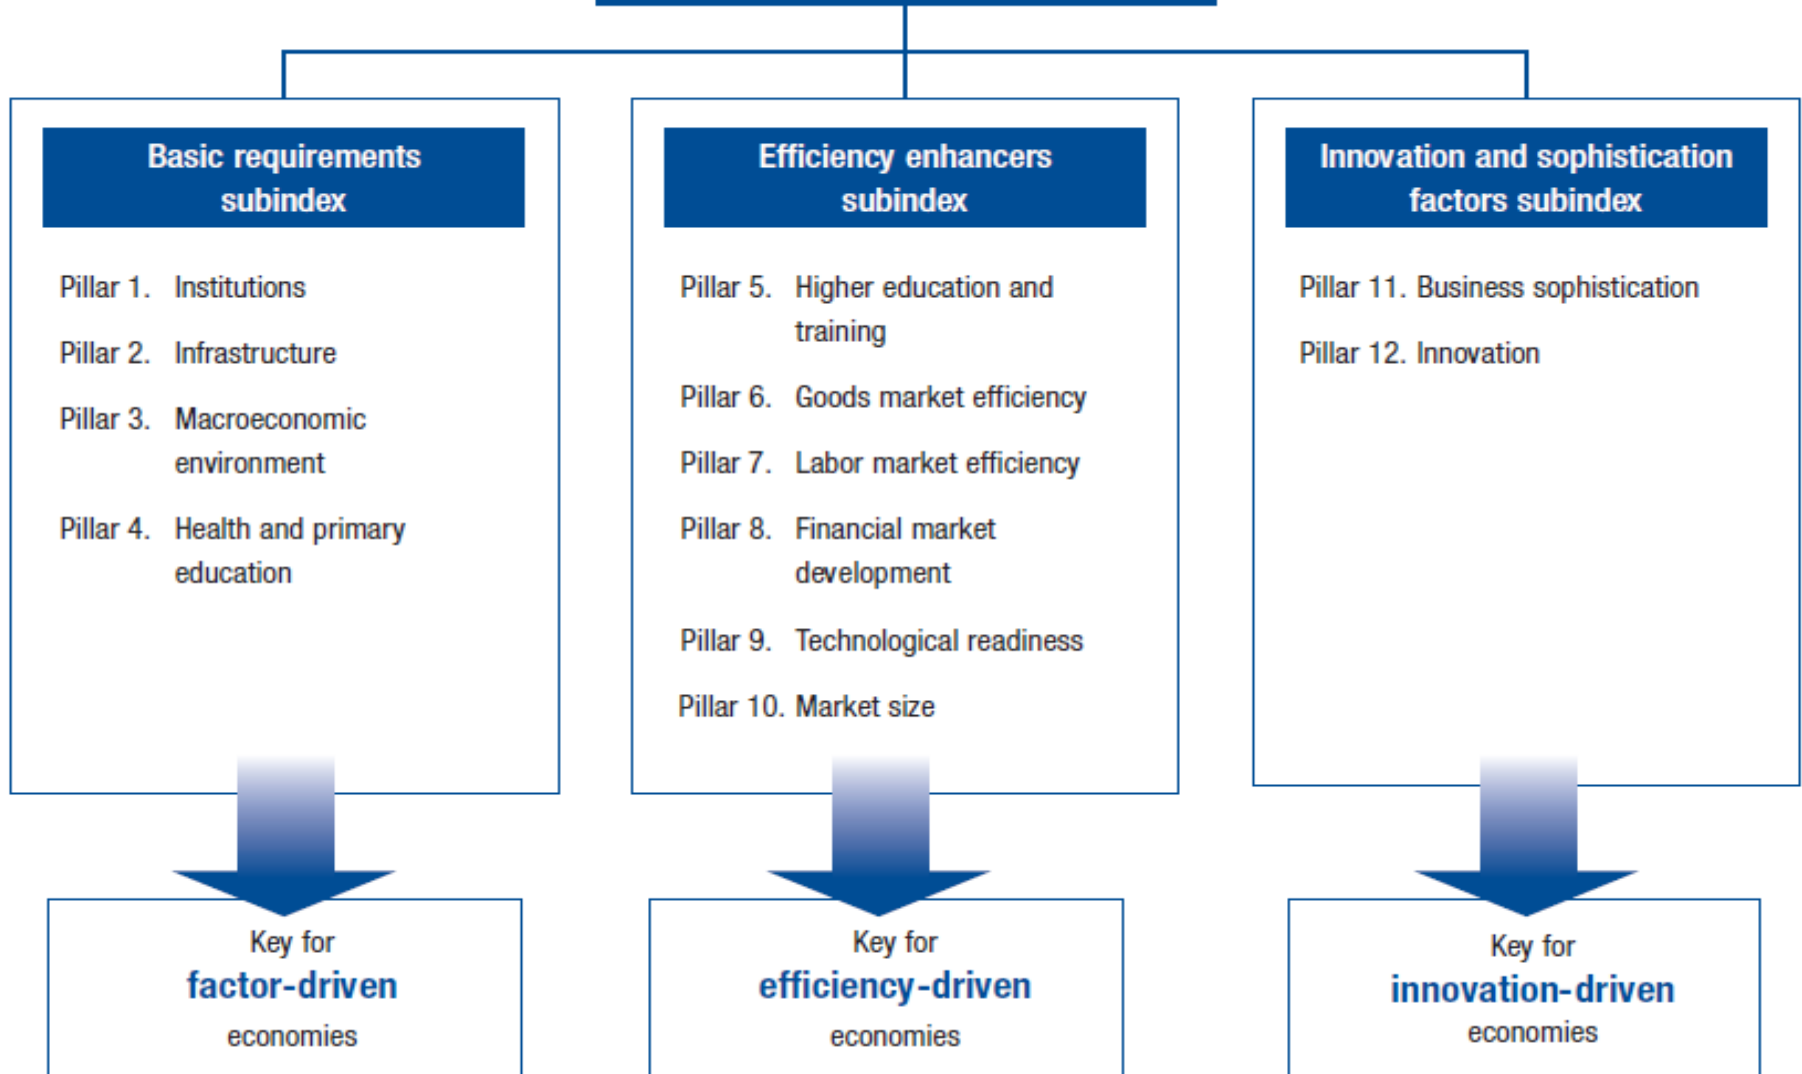 Basic requirements
subindex
Pillar 1. Institutions
Pillar 2. Infrastructure
Pillar 3. Macroeconomic
environment
Pillar 4. Health and primary
education
Key for
factor-driven
economies
Efficiency enhancers
subindex
Pillar 5. Higher education and
training
Pillar 6. Goods market efficiency
Pillar 7. Labor market efficiency
Pillar 8. Financial market
development
Pillar 9. Technological readiness
Pillar 10. Market size
Key for
efficiency-driven
economies
Innovation and sophistication
factors subindex
Pillar 11. Business sophistication
Pillar 12. Innovation
Key for
innovation-driven
economies